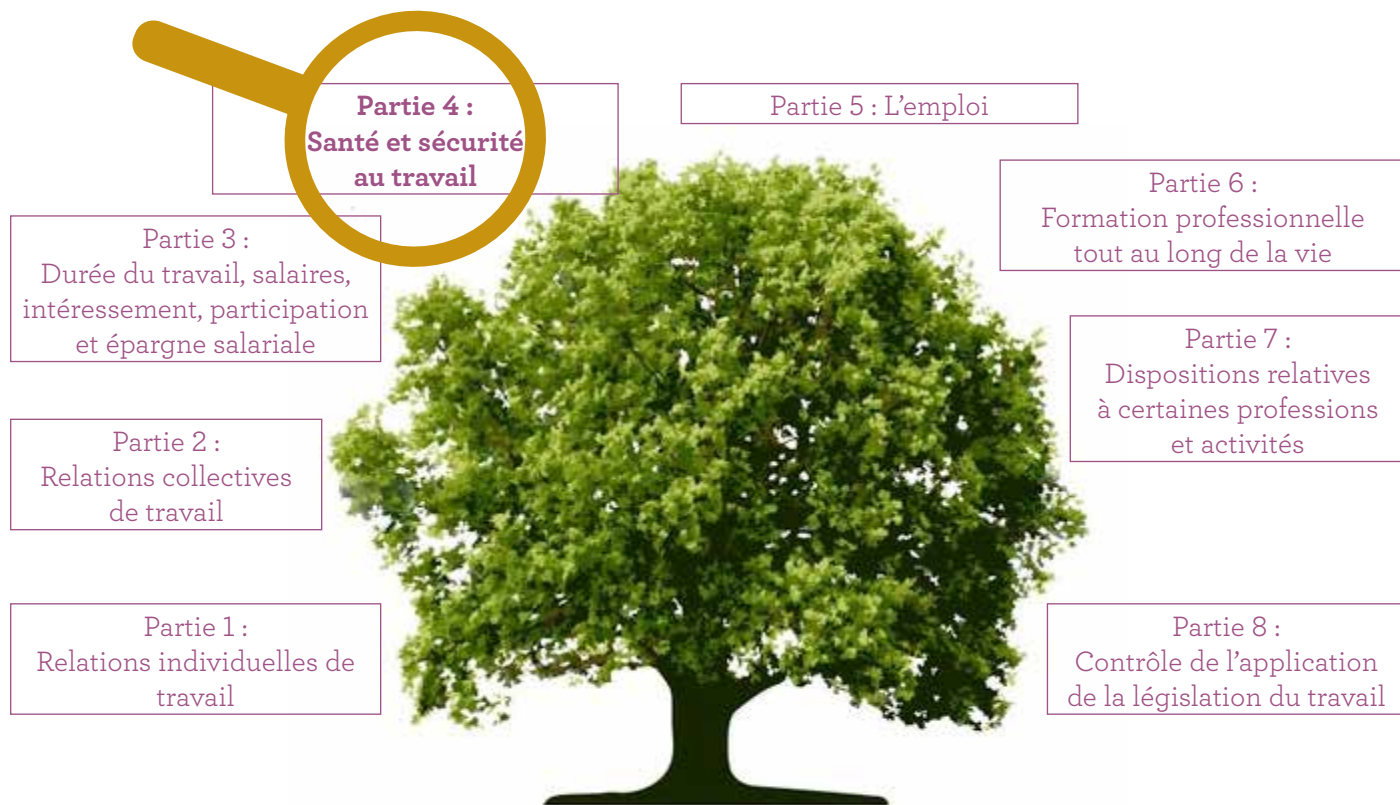 Partie 4 :
Santé et sécurité
au travail
Partie 5 : L’emploi
Partie 3 :
Durée du travail, salaires,
intéressement, participation
et épargne salariale
Partie 6 :
Formation professionnelle
tout au long de la vie
Partie 2 :
Relations collectives
de travail
Partie 7 :
Dispositions relatives
à certaines professions
et activités
Partie 1 :
Relations individuelles de
travail
Partie 8 :
Contrôle de l’application
de la législation du travail